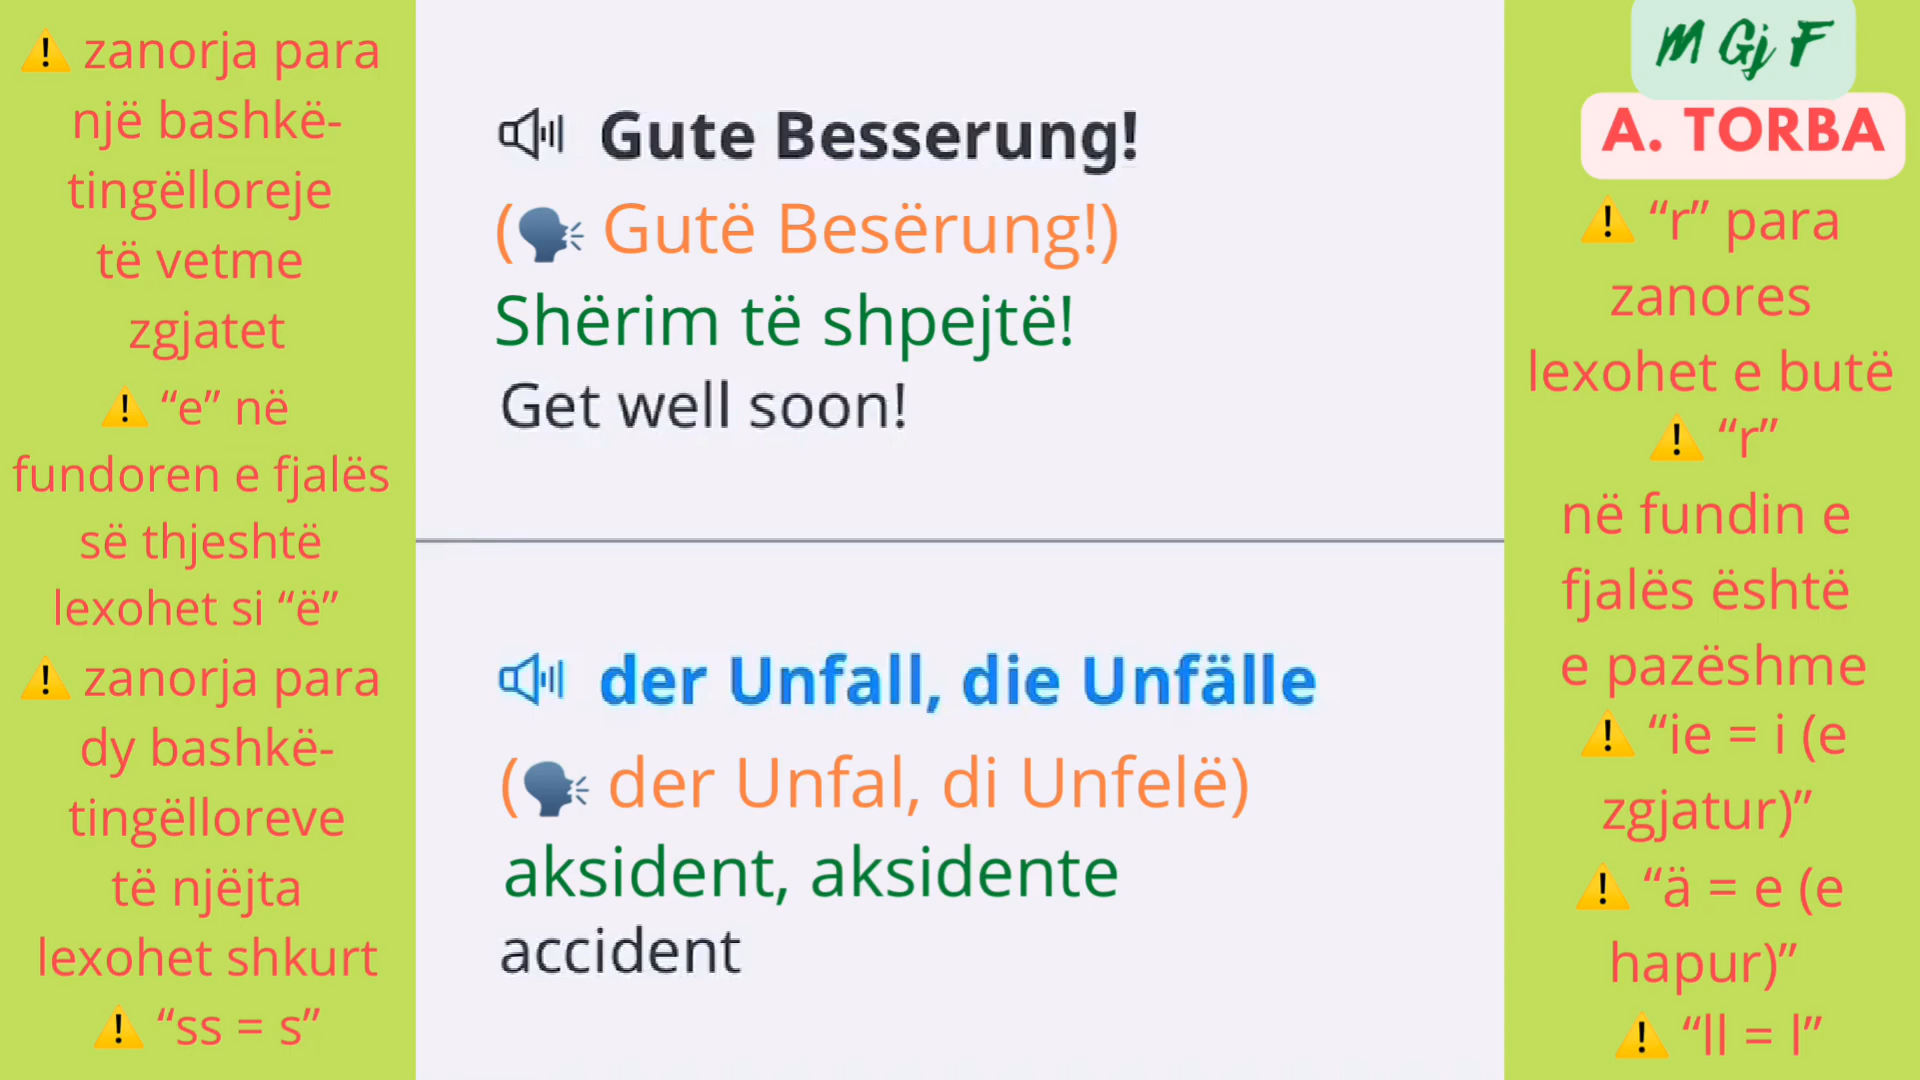 ⚠️ zanorja para
një bashkë-
tingëlloreje
të vetme
zgjatet
⚠️ “e” në
fundoren e fjalës
së thjeshtë
lexohet si “ë”
⚠️ zanorja para
dy bashkë-
tingëlloreve
të njëjta
lexohet shkurt
⚠️ “ss = s”
Gute Besserung!
(🗣️ Gutë Besërung!)
Shërim të shpejtë!
Get well soon!
der Unfall, die Unfälle
(🗣️ der Unfal, di Unfelë)
aksident, aksidente
accident
M Gj F
A. TORBA
⚠️ “r” para
zanores
lexohet e butë
⚠️ “r”
në fundin e
fjalës është
e pazëshme
⚠️ “ie = i (e
zgjatur)”
⚠️ “ä = e (e
hapur)”
⚠️ “ll = l”